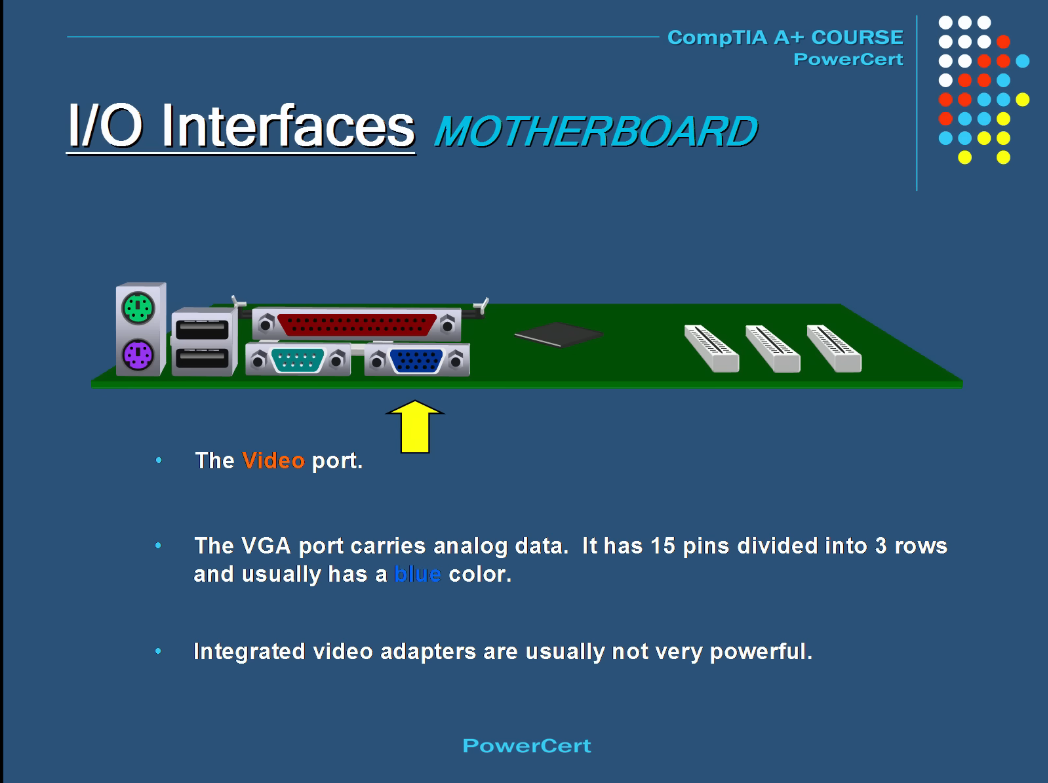 CompTIA A+ COURSE
PowerCert
I/O Interfaces MOTHERBOARD
• The Video port.
• The VGA port carries analog data. It has 15 pins divided into 3 rows
and usually has a blue color.
• Integrated video adapters are usually not very powerful.
PowerCert